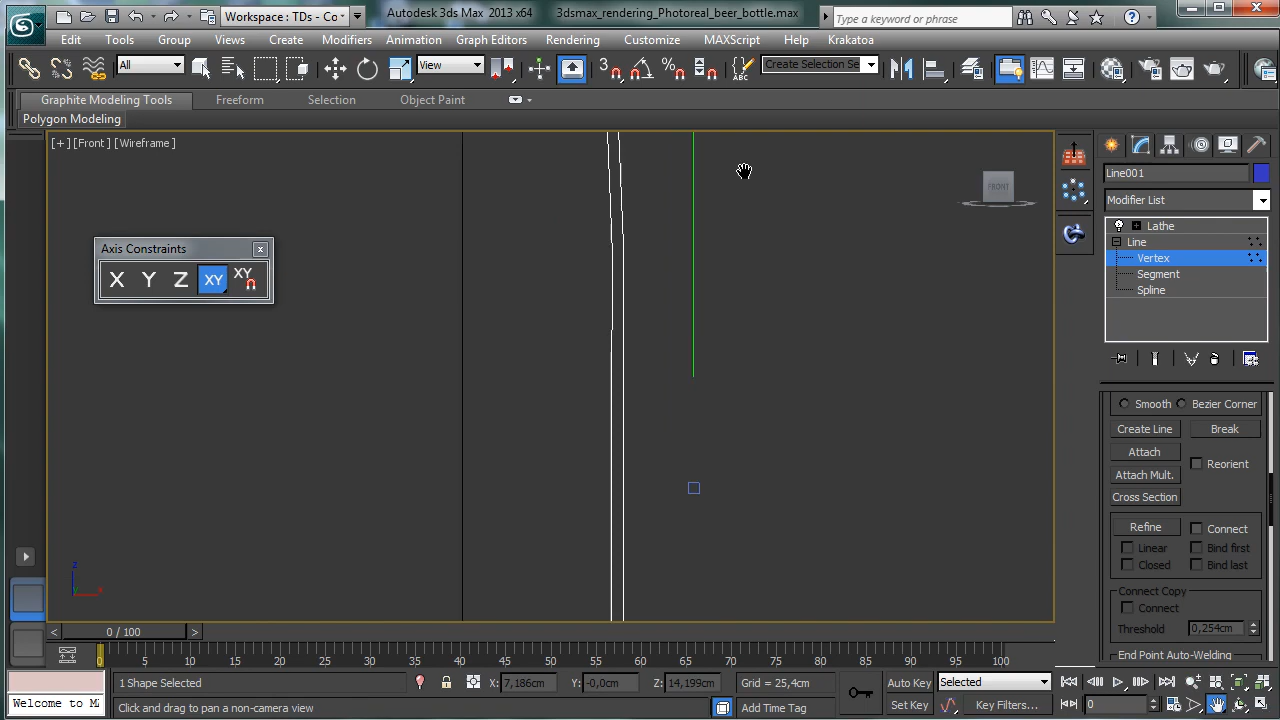 Workspace : TDs - Co
Autodesk 3ds Max 2013 x64
3dsmax_rendering_Photoreal_beer_bottle.max
Type a keyword or phrase
Edit Tools Group Views Create Modifiers Animation Graph Editors Rendering Customize MAXScript Help Krakatoa
All
View
3
Create Selection Se
ABC
Graphite Modeling Tools Freeform Selection Object Paint
Polygon Modeling
[+] [Front] [Wireframe]
FRONT
Line001
Modifier List
Axis Constraints
X Y Z XY XY
Lathe
Line
Vertex
Segment
Spline
Smooth Bezier Corner
Create Line Break
Attach
Reorient
Attach Mult.
Cross Section
Refine Connect
Linear Bind first
Closed Bind last
Connect Copy
Connect
Threshold 0,254cm
End Point Auto-Welding
z
x
< 0 / 100 >
0 5 10 15 20 25 30 35 40 45 50 55 60 65 70 75 80 85 90 95 100
1 Shape Selected
X: 7,186cm Y: -0,0cm Z: 14,199cm Grid = 25,4cm
Auto Key Selected
Welcome to M
Click and drag to pan a non-camera view
Add Time Tag
Set Key Key Filters...
0